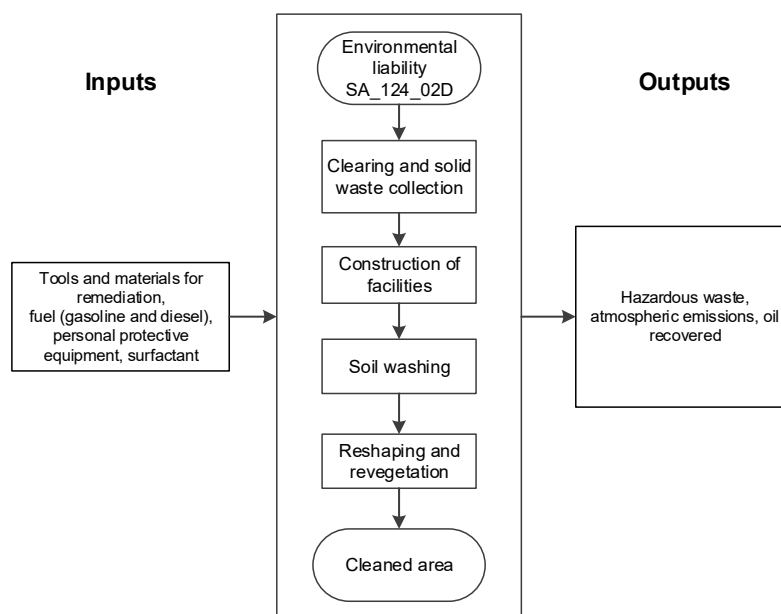 Inputs
Tools and materials for
remediation,
fuel (gasoline and diesel),
personal protective
equipment, surfactant
Environmental
liability
SA_124_02D
Clearing and solid
waste collection
Construction of
facilities
Soil washing
Reshaping and
revegetation
Cleaned area
Outputs
Hazardous waste,
atmospheric emissions, oil
recovered